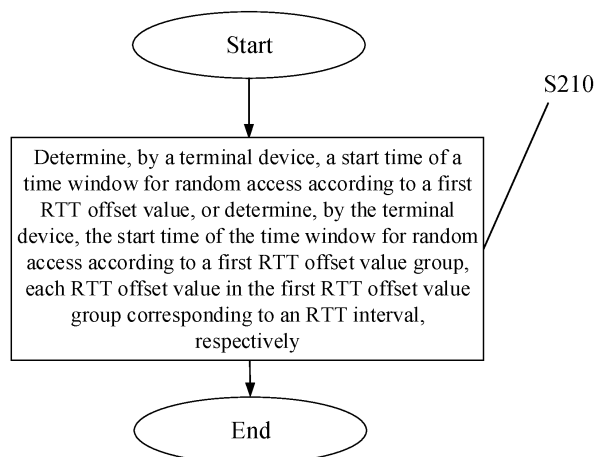 Start
S210
Determine, by a terminal device, a start time of a
time window for random access according to a first
RTT offset value, or determine, by the terminal
device, the start time of the time window for random
access according to a first RTT offset value group,
each RTT offset value in the first RTT offset value
group corresponding to an RTT interval,
respectively
End